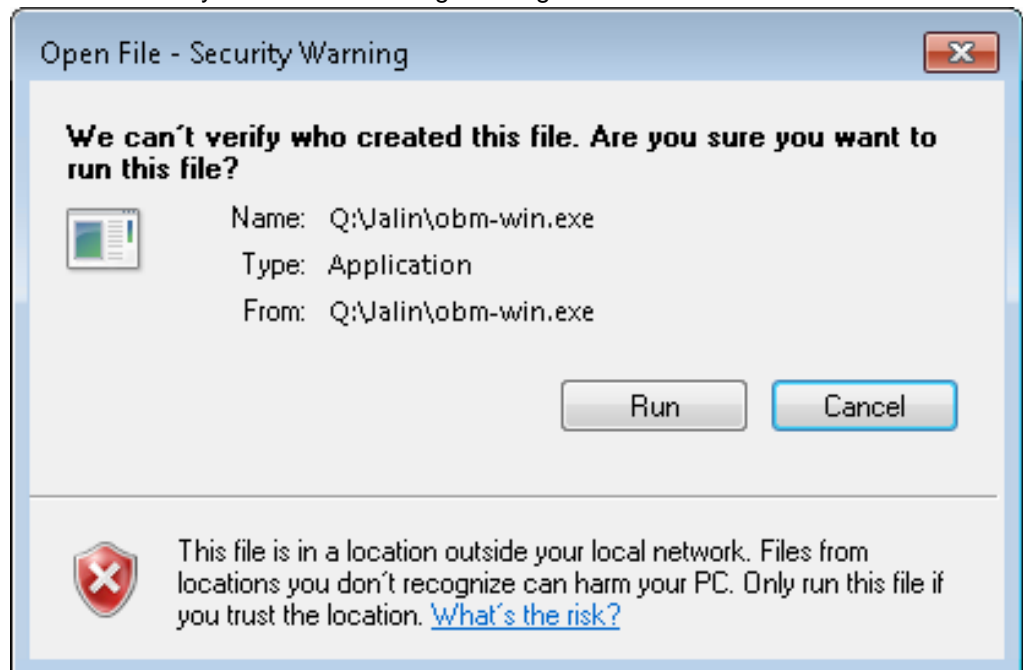 Open File - Security Warning
We can´t verify who created this file. Are you sure you want to
run this file?
Name: Q:\Jalin\obm-win.exe
Type: Application
From: Q:\Jalin\obm-win.exe
Run Cancel
This file is in a location outside your local network. Files from
locations you don´t recognize can harm your PC. Only run this file if
you trust the location. What´s the risk?